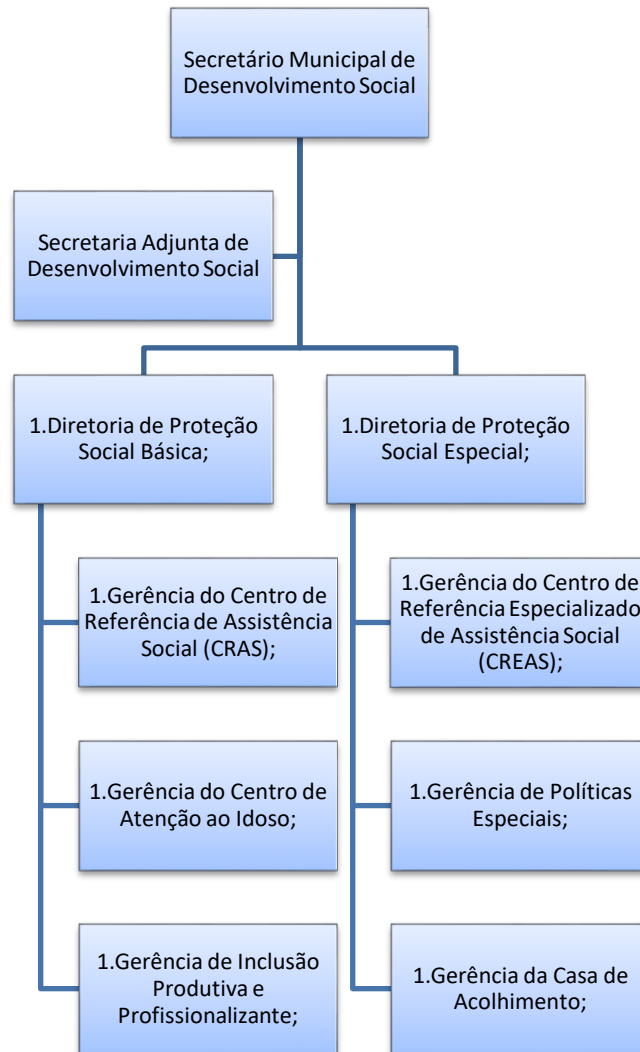 Secretário Municipal de
Desenvolvimento Social
Secretaria Adjunta de
Desenvolvimento Social
1.Diretoria de Proteção
Social Básica;
1.Diretoria de Proteção
Social Especial;
1.Gerência do Centro de
Referência de Assistência
Social (CRAS);
1.Gerência do Centro de
Referência Especializado
de Assistência Social
(CREAS);
1.Gerência do Centro de
Atenção ao Idoso;
1.Gerência de Políticas
Especiais;
1.Gerência de Inclusão
Produtiva e
Profissionalizante;
1.Gerência da Casa de
Acolhimento;